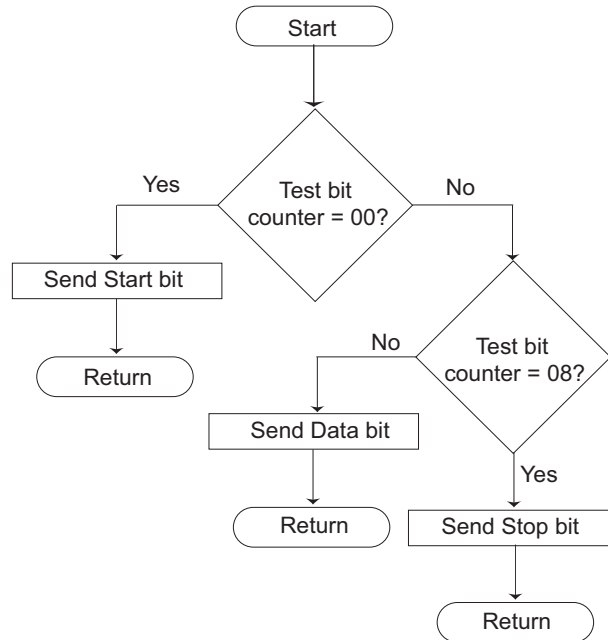 Start
Test bit
counter = 00?
Yes
No
Send Start bit
Return
Test bit
counter = 08?
No
Send Data bit
Return
Yes
Send Stop bit
Return